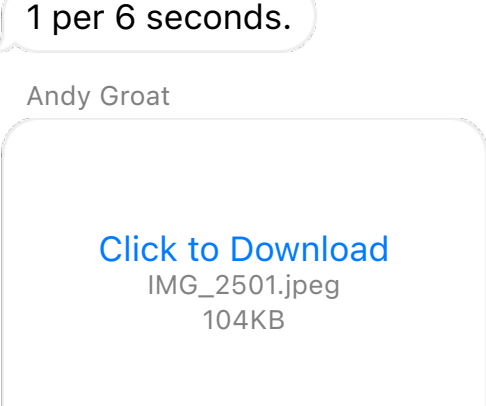 1 per 6 seconds.
Andy Groat
Click to Download
IMG_2501.jpeg
104KB